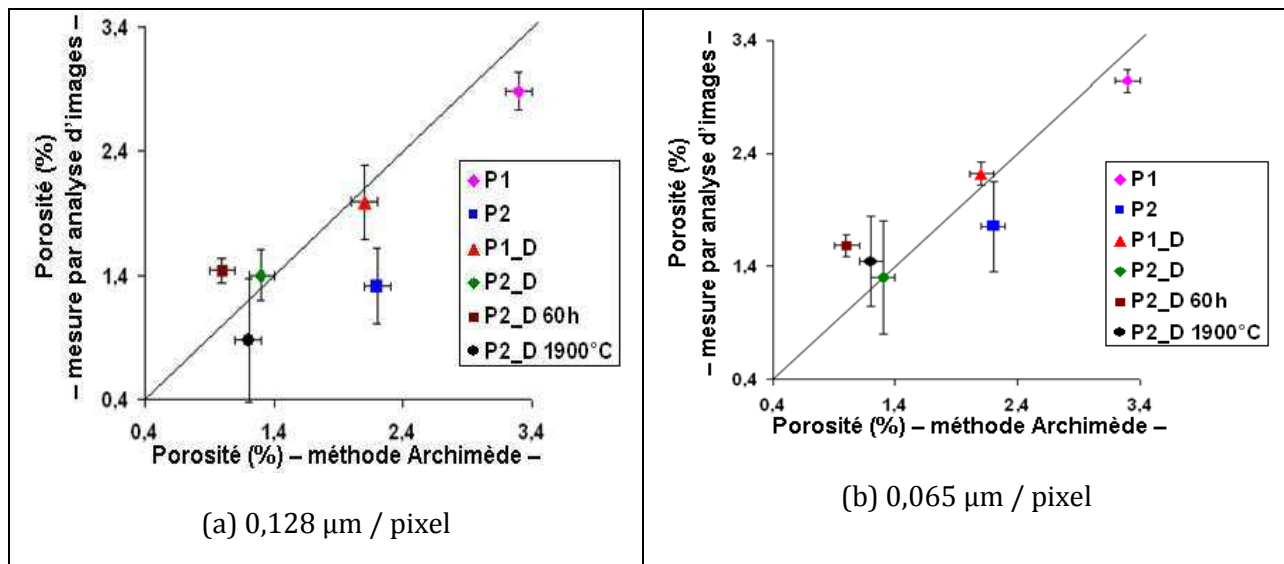 Porosité (%)
– mesure par analyse d'images –
3,4
2,4
1,4
0,4
0,4 1,4 2,4 3,4
Porosité (%) – méthode Archimède –
P1
P2
P1_D
P2_D
P2_D 60h
P2_D 1900°C
(a) 0,128 μm / pixel
Porosité (%)
– mesure par analyse d'images –
3,4
2,4
1,4
0,4
0,4 1,4 2,4 3,4
Porosité (%) – méthode Archimède –
P1
P2
P1_D
P2_D
P2_D 60h
P2_D 1900°C
(b) 0,065 μm / pixel